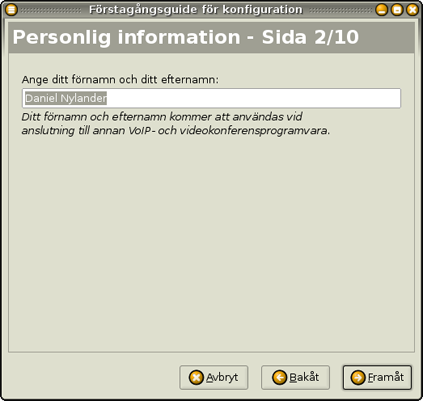 Förstagångsguide för konfiguration
Personlig information - Sida 2/10
Ange ditt förnamn och ditt efternamn:
Daniel Nylander
Ditt förnamn och efternamn kommer att användas vid
anslutning till annan VoIP- och videokonferensprogramvara.
Avbryt
Bakåt
Framåt